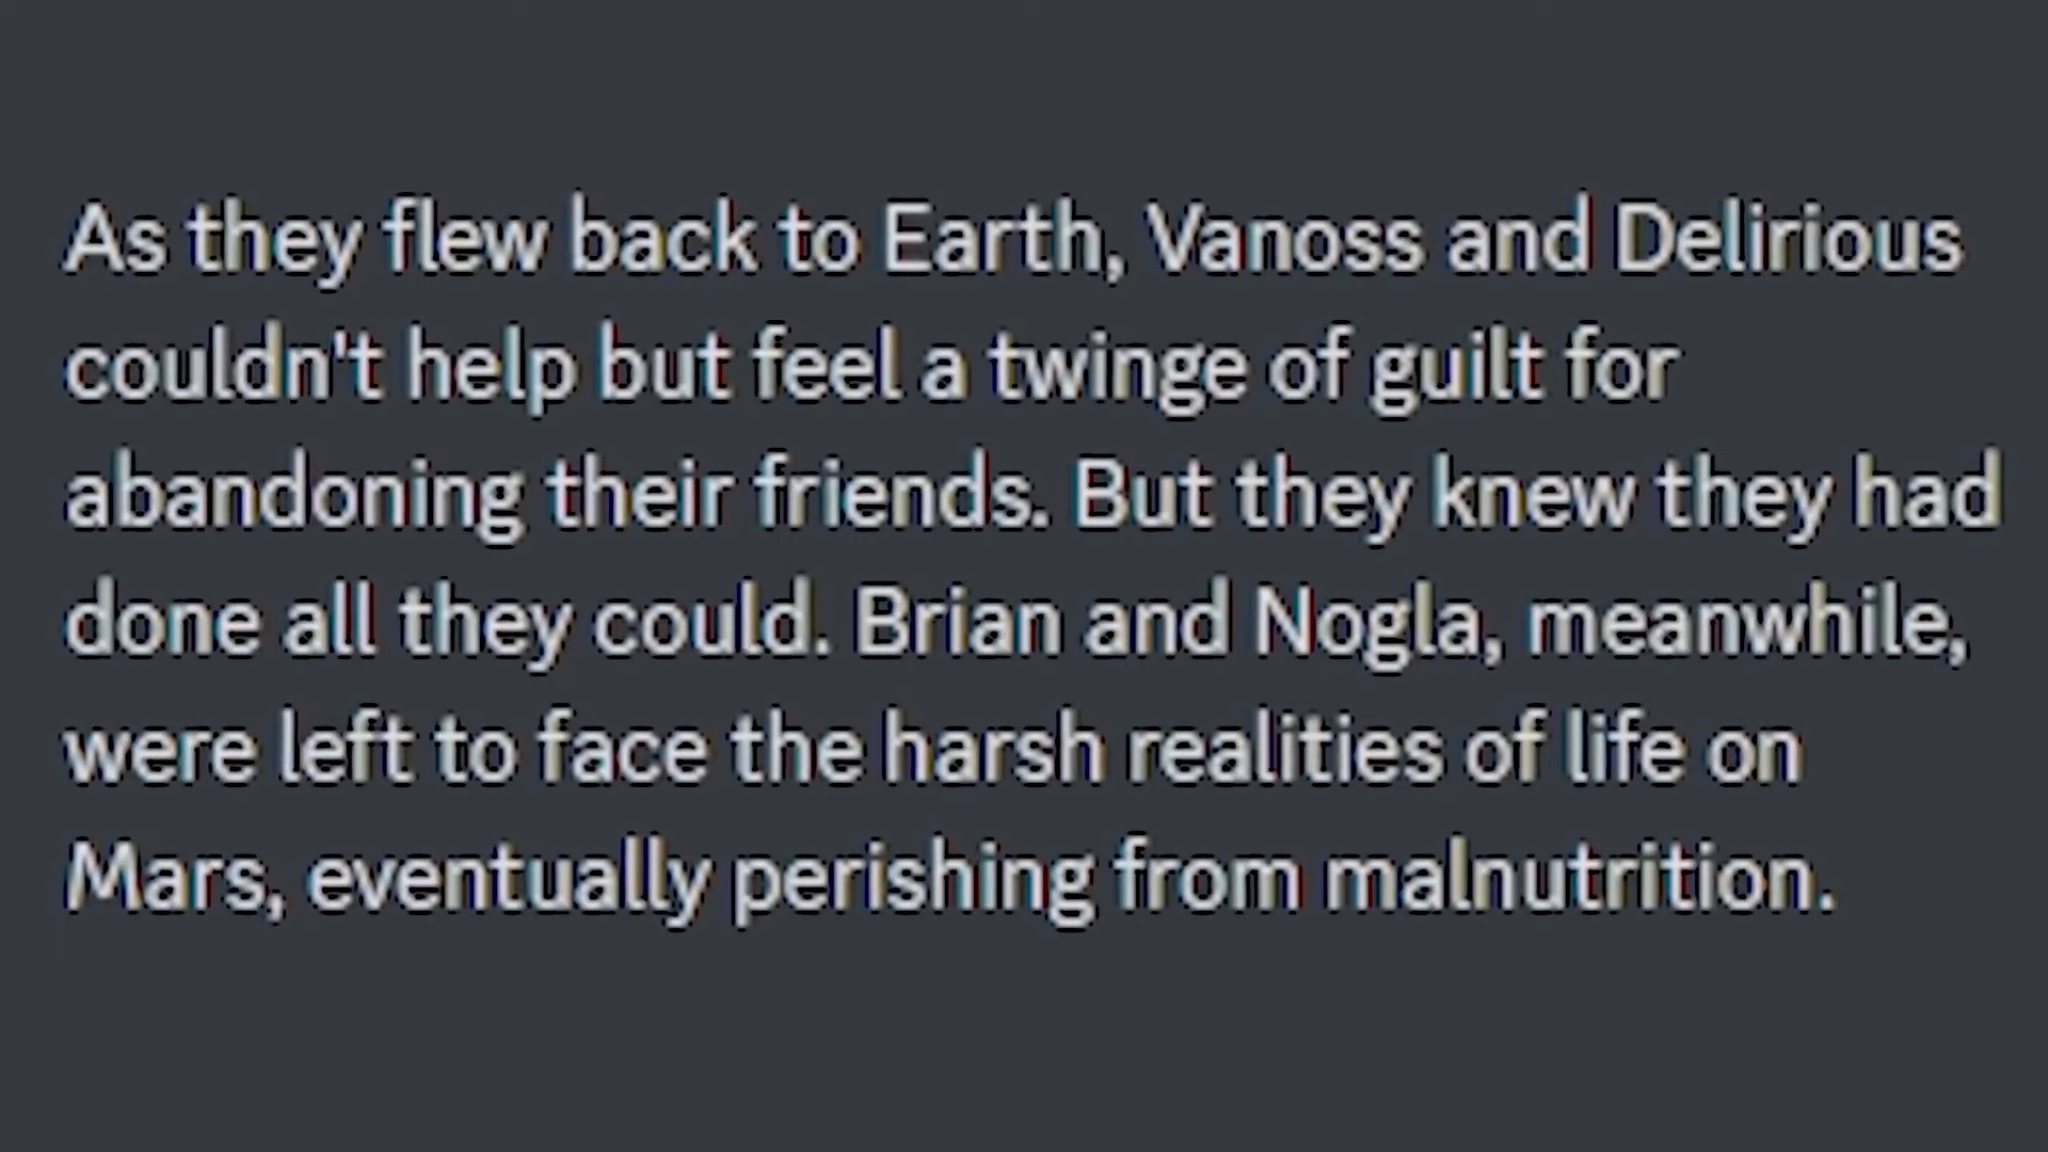 As they flew back to Earth, Vanoss and Delirious
couldn't help but feel a twinge of guilt for
abandoning their friends. But they knew they had
done all they could. Brian and Nogla, meanwhile,
were left to face the harsh realities of life on
Mars, eventually perishing from malnutrition.